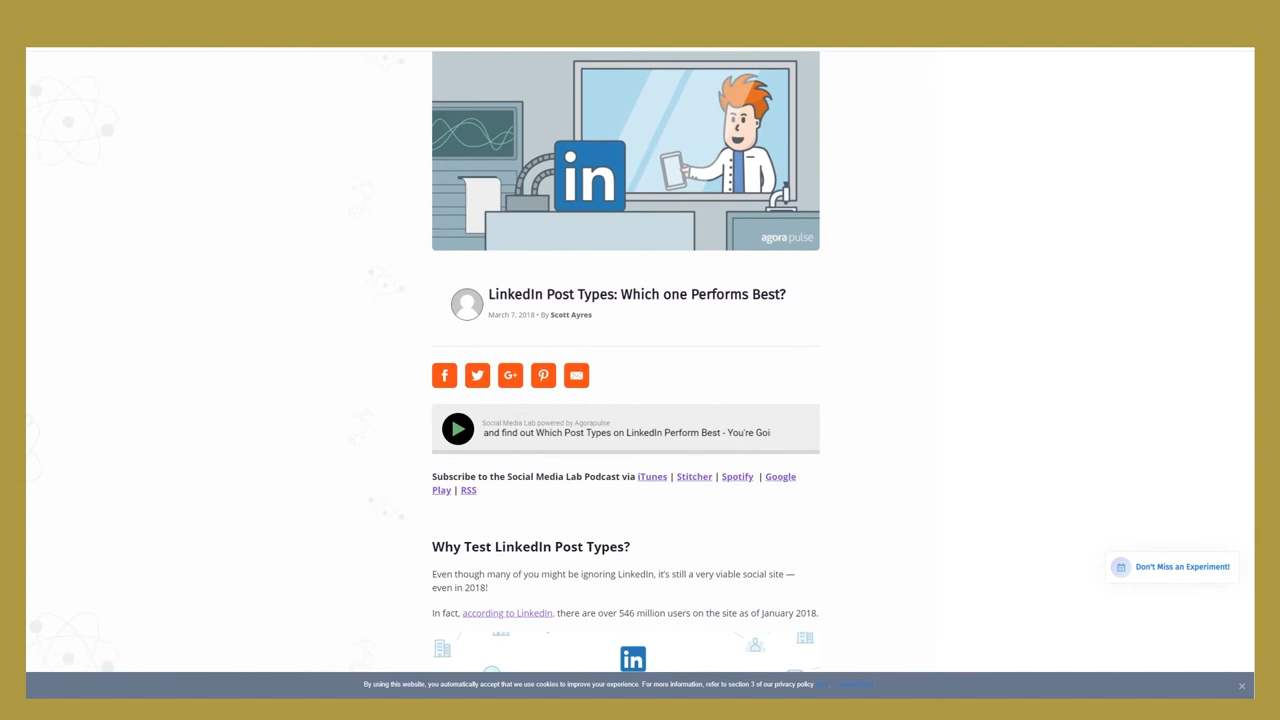 in
agora pulse
LinkedIn Post Types: Which one Performs Best?
March 7, 2018 • By Scott Ayres
Social Media Lab powered by Agorapulse
and find out Which Post Types on LinkedIn Perform Best - You're Goi
Subscribe to the Social Media Lab Podcast via iTunes | Stitcher | Spotify | Google
Play | RSS
Why Test LinkedIn Post Types?
Even though many of you might be ignoring LinkedIn, it's still a very viable social site —
even in 2018!
In fact, according to LinkedIn, there are over 546 million users on the site as of January 2018.
Don't Miss an Experiment!
in
By using this website, you automatically accept that we use cookies to improve your experience. For more information, refer to section 3 of our privacy policy